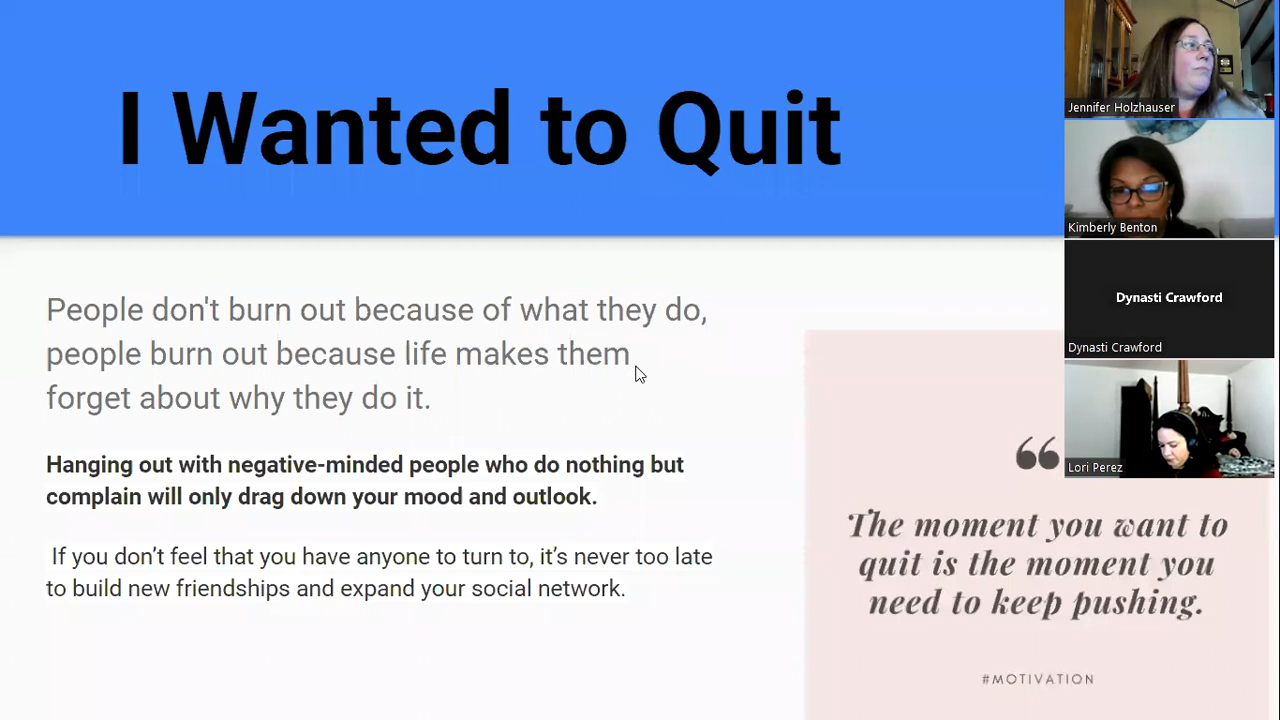 I Wanted to Quit
People don't burn out because of what they do,
people burn out because life makes them
forget about why they do it.
Hanging out with negative-minded people who do nothing but
complain will only drag down your mood and outlook.
If you don’t feel that you have anyone to turn to, it’s never too late
to build new friendships and expand your social network.
“
The moment you want to
quit is the moment you
need to keep pushing.
#MOTIVATION
Jennifer Holzhauser
Kimberly Benton
Dynasti Crawford
Dynasti Crawford
Lori Perez